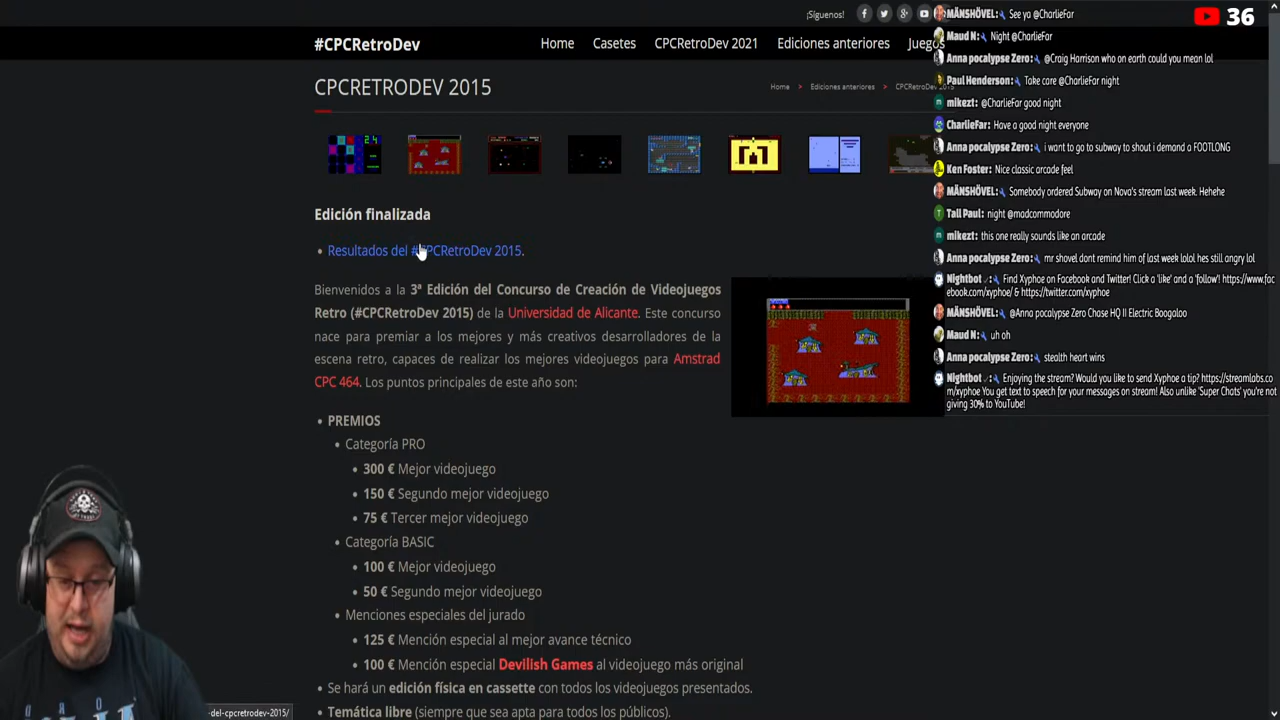 ¡Síguenos!
#CPCRetroDev
Home Casetes CPCRetroDev 2021 Ediciones anteriores Juegos
CPCRETRODEV 2015
Home > Ediciones anteriores >
24
Edición finalizada
Resultados del #CPCRetroDev 2015.
Bienvenidos a la 3ª Edición del Concurso de Creación de Videojuegos
Retro (#CPCRetroDev 2015) de la Universidad de Alicante. Este concurso
nace para premiar a los mejores y más creativos desarrolladores de la
escena retro, capaces de realizar los mejores videojuegos para Amstrad
CPC 464. Los puntos principales de este año son:
PREMIOS
Categoría PRO
300 € Mejor videojuego
150 € Segundo mejor videojuego
75 € Tercer mejor videojuego
Categoría BASIC
100 € Mejor videojuego
50 € Segundo mejor videojuego
Menciones especiales del jurado
125 € Mención especial al mejor avance técnico
100 € Mención especial Devilish Games al videojuego más original
Se hará un edición física en cassette con todos los videojuegos presentados.
Temática libre (siempre que sea apta para todos los públicos).
-del-cpcretrodev-2015/
36
MÄNSHÖVEL: See ya @CharlieFar
Maud N: Night @CharlieFar
Anna pocalypse Zero: @Craig Harrison who on earth could you mean lol
Paul Henderson: Take care @CharlieFar night
mikezt: @CharlieFar good night
CharlieFar: Have a good night everyone
Anna pocalypse Zero: i want to go to subway to shout i demand a FOOTLONG
Ken Foster: Nice classic arcade feel
MÄNSHÖVEL: Somebody ordered Subway on Nova's stream last week. Hehehe
Tall Paul: night @madcommodore
mikezt: this one really sounds like an arcade
Anna pocalypse Zero: mr shovel dont remind him of last week lolol hes still angry lol
Nightbot: Find Xyphoe on Facebook and Twitter! Click a 'like' and a 'follow'! https://www.fac
ebook.com/xyphoe/ & https://twitter.com/xyphoe
MÄNSHÖVEL: @Anna pocalypse Zero Chase HQ II Electric Boogaloo
Maud N: uh oh
Anna pocalypse Zero: stealth heart wins
Nightbot: Enjoying the stream? Would you like to send Xyphoe a tip? https://streamlabs.co
m/xyphoe You get text to speech for your messages on stream! Also unlike 'Super Chats' you're not
giving 30% to YouTube!